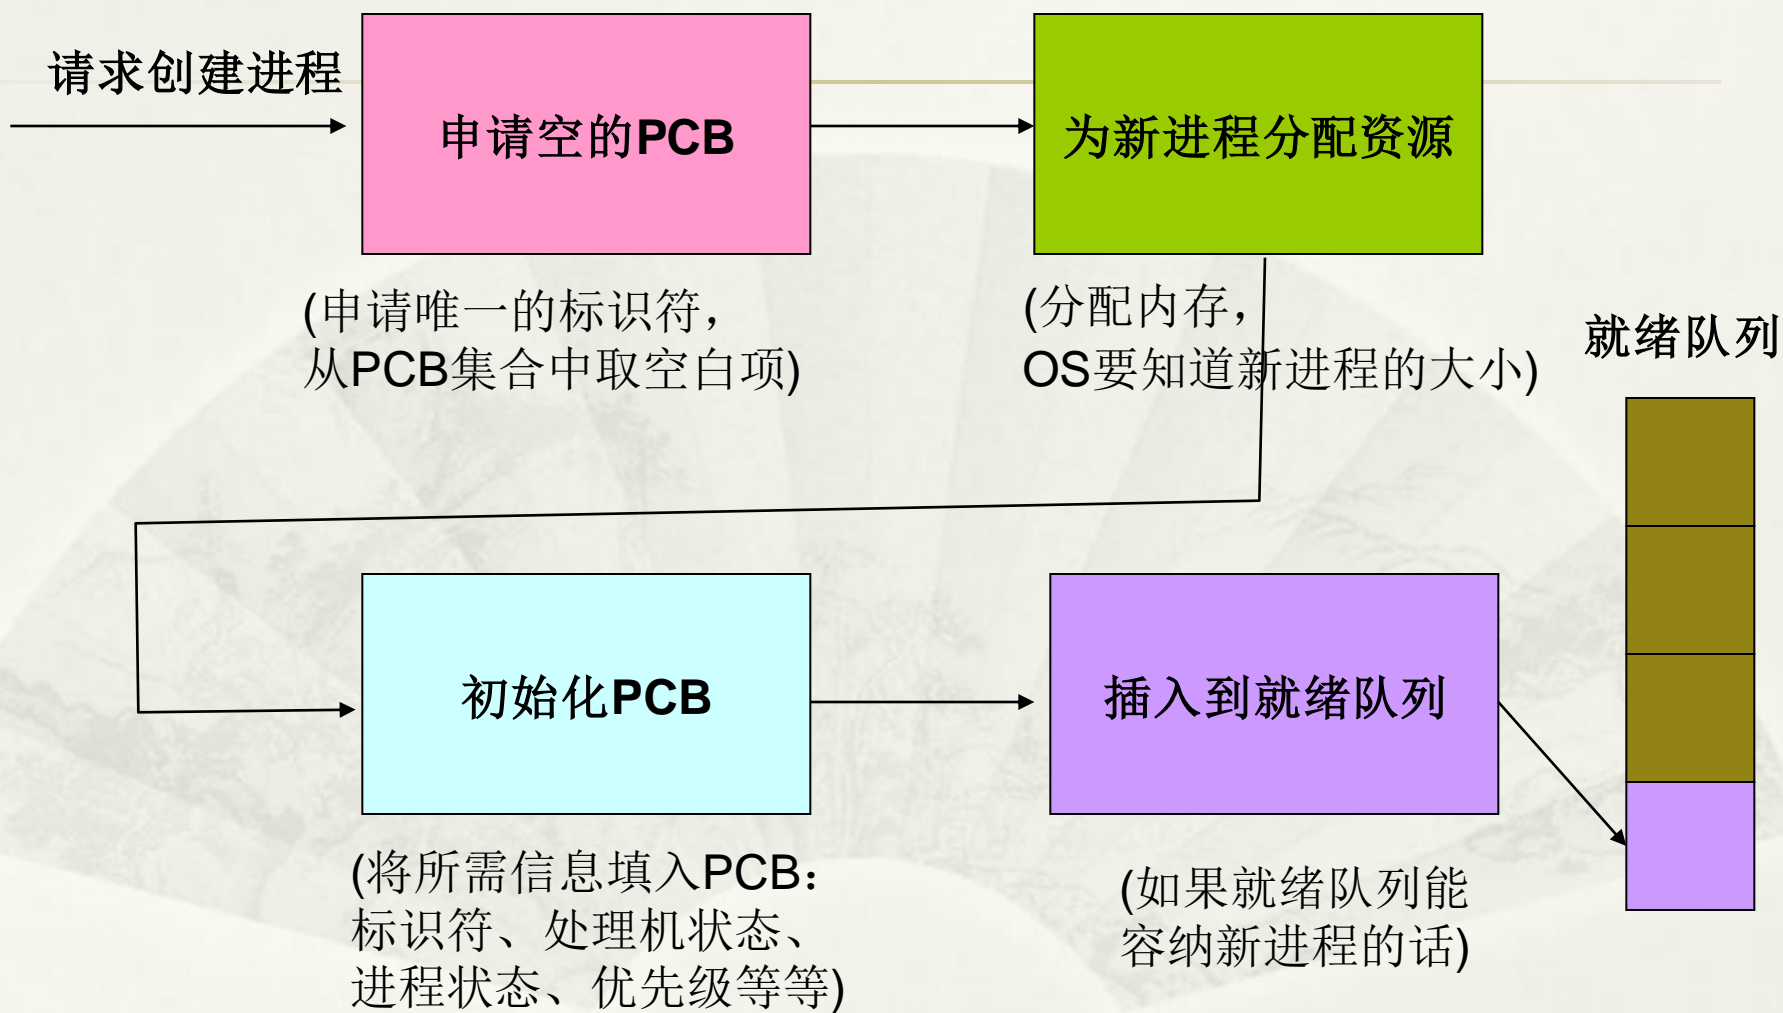 请求创建进程
申请空的PCB
为新进程分配资源
(申请唯一的标识符，
从PCB集合中取空白项)
(分配内存，
OS要知道新进程的大小)
就绪队列
初始化PCB
插入到就绪队列
(将所需信息填入PCB：
标识符、处理机状态、
进程状态、优先级等等)
(如果就绪队列能
容纳新进程的话)